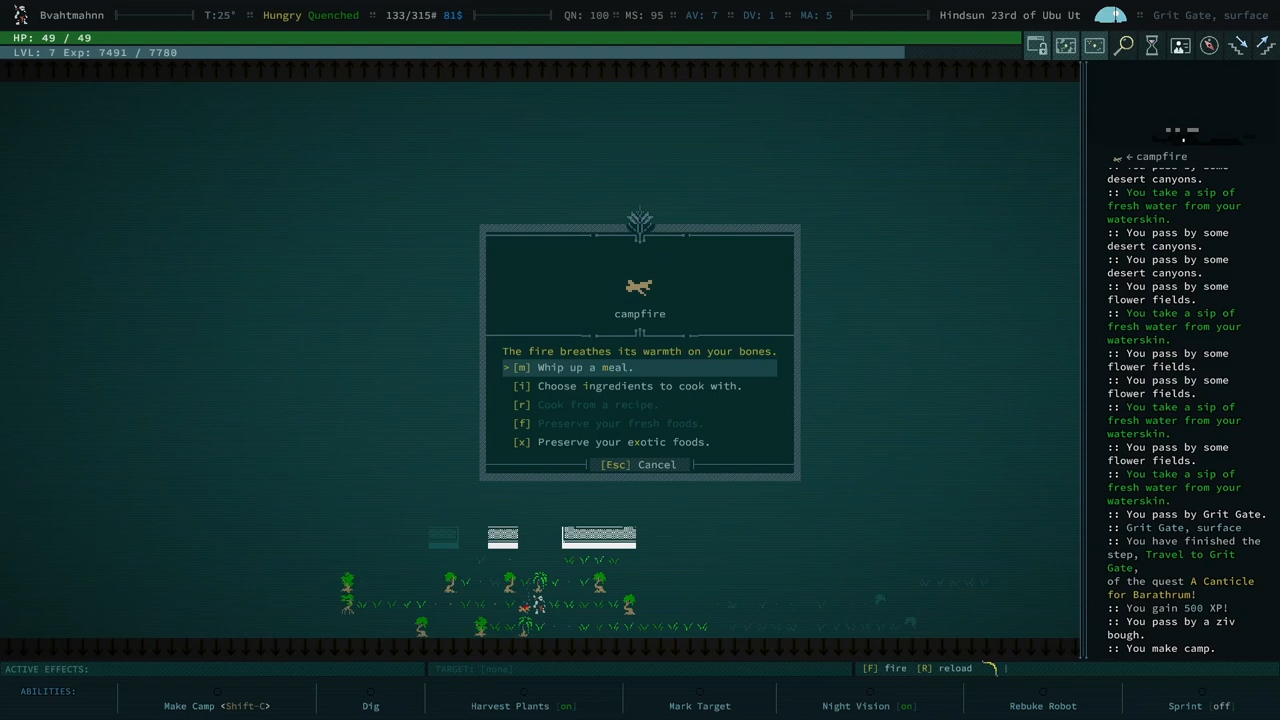 Bvahtmahnn T:25° Hungry Quenched 133/315# 81$ QN: 100 MS: 95 AV: 7 DV: 1 MA: 5 Hindsun 23rd of Ubu Ut Grit Gate, surface
HP: 49 / 49
LVL: 7 Exp: 7491 / 7780
campfire
The fire breathes its warmth on your bones.
> [m] Whip up a meal.
[i] Choose ingredients to cook with.
[r] Cook from a recipe.
[f] Preserve your fresh foods.
[x] Preserve your exotic foods.
[Esc] Cancel
← campfire
:: You pass by some
desert canyons.
:: You take a sip of
fresh water from your
waterskin.
:: You pass by some
desert canyons.
:: You pass by some
desert canyons.
:: You pass by some
flower fields.
:: You take a sip of
fresh water from your
waterskin.
:: You pass by some
flower fields.
:: You pass by some
flower fields.
:: You take a sip of
fresh water from your
waterskin.
:: You pass by some
flower fields.
:: You take a sip of
fresh water from your
waterskin.
:: You pass by Grit Gate.
:: Grit Gate, surface
:: You have finished the
step, Travel to Grit
Gate,
of the quest A Canticle
for Barathrum!
:: You gain 500 XP!
:: You pass by a ziv
bough.
:: You make camp.
ACTIVE EFFECTS: TARGET: [none] [F] fire [R] reload
ABILITIES: Make Camp <Shift-C> Dig Harvest Plants [on] Mark Target Night Vision [on] Rebuke Robot Sprint [off]